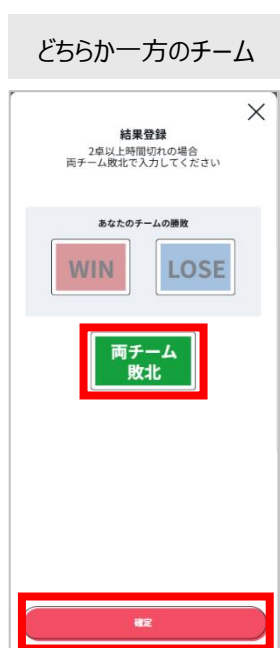 どちらか一方のチーム
結果登録
2卓以上時間切れの場合
両チーム敗北で入力してください
あなたのチームの勝敗
WIN LOSE
両チーム
敗北
確定